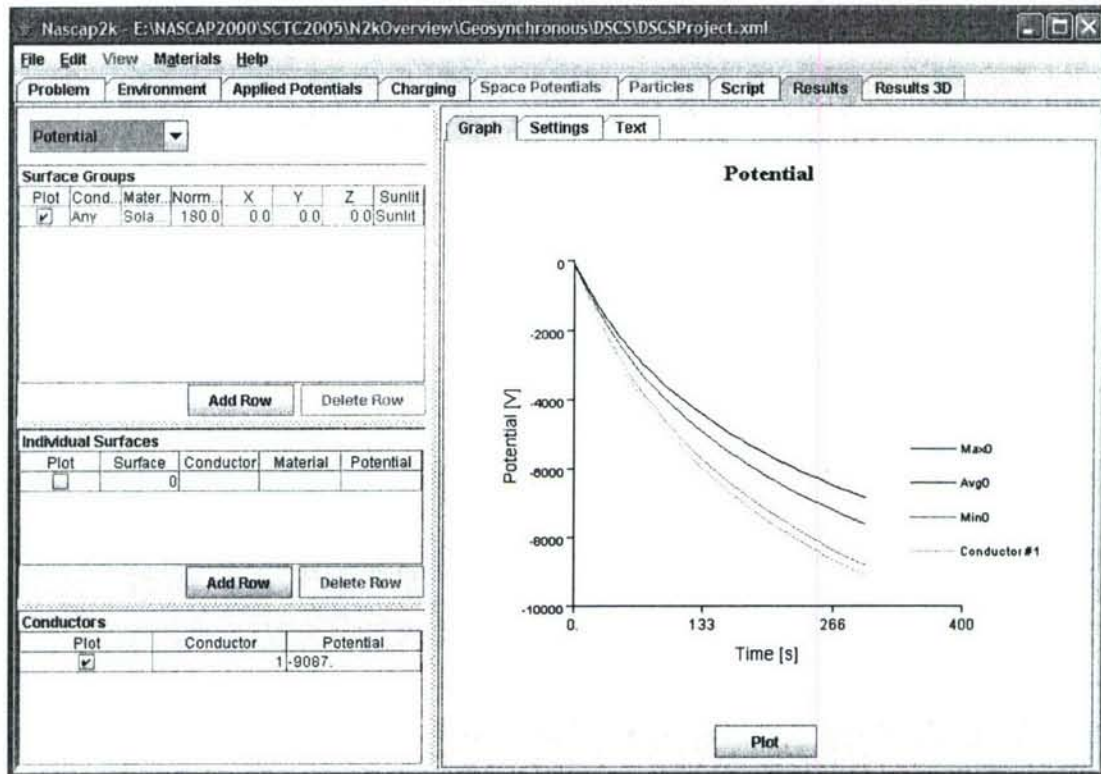 Nascap2k - E:\NASCAP2000\SCTC2005\N2kOverview\Geosynchronous\DSCS\DSCSProject.xml
File Edit View Materials Help
Problem Environment Applied Potentials Charging Space Potentials Particles Script Results Results 3D
Potential
Surface Groups
Plot Cond... Mater... Norm... X Y Z Sunlit
Any Sola... 180.0 0.0 0.0 0.0 Sunlit
Add Row Delete Row
Individual Surfaces
Plot Surface Conductor Material Potential
0
Add Row Delete Row
Conductors
Plot Conductor Potential
1 -9087.
Graph Settings Text
Potential
0
-2000
-4000
-6000
-8000
-10000
Potential [V]
0. 133 266 400
Time [s]
Max0
Avg0
Min0
Conductor #1
Plot